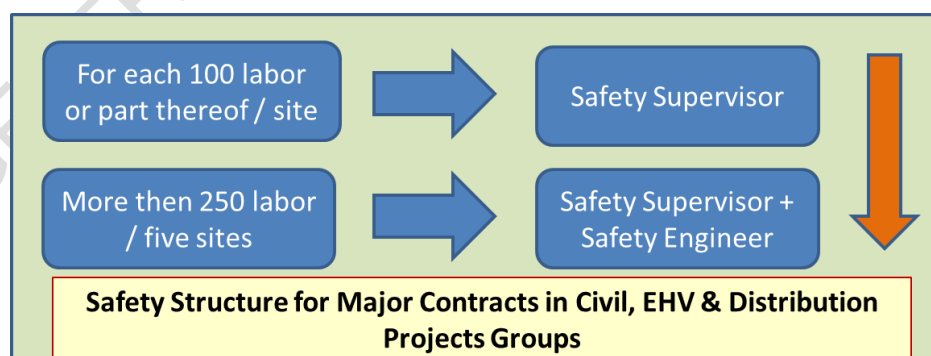 For each 100 labor
or part thereof / site
Safety Supervisor
More then 250 labor
/ five sites
Safety Supervisor +
Safety Engineer
Safety Structure for Major Contracts in Civil, EHV & Distribution
Projects Groups